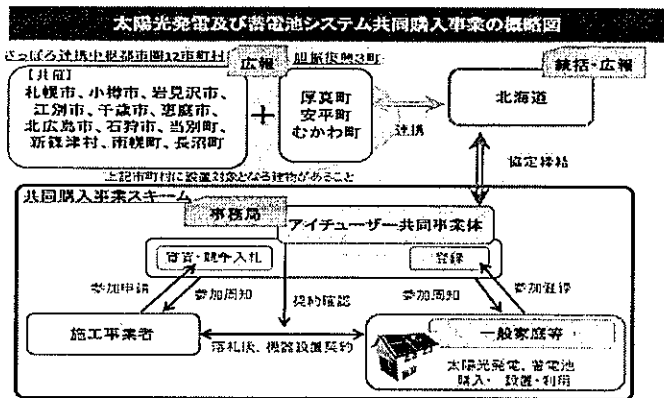 太陽光発電及び蓄電池システム共同購入事業の概略図
さっぽろ連携中枢都市圏12市町村
広報
胆振復興3町
統括・広報
【共催】
札幌市、小樽市、岩見沢市、
江別市、千歳市、恵庭市、
北広島市、石狩市、当別町、
新篠津村、南幌町、長沼町
+
厚真町
安平町
むかわ町
連携
北海道
上記市町村に設置対象となる建物があること
協定締結
共同購入事業スキーム
事務局
アイチューザー共同事業体
審査・競争入札
登録
参加申請
参加周知
契約確認
参加周知
参加登録
施工事業者
落札後、機器設置契約
一般家庭等
太陽光発電、蓄電池
購入・設置・利用